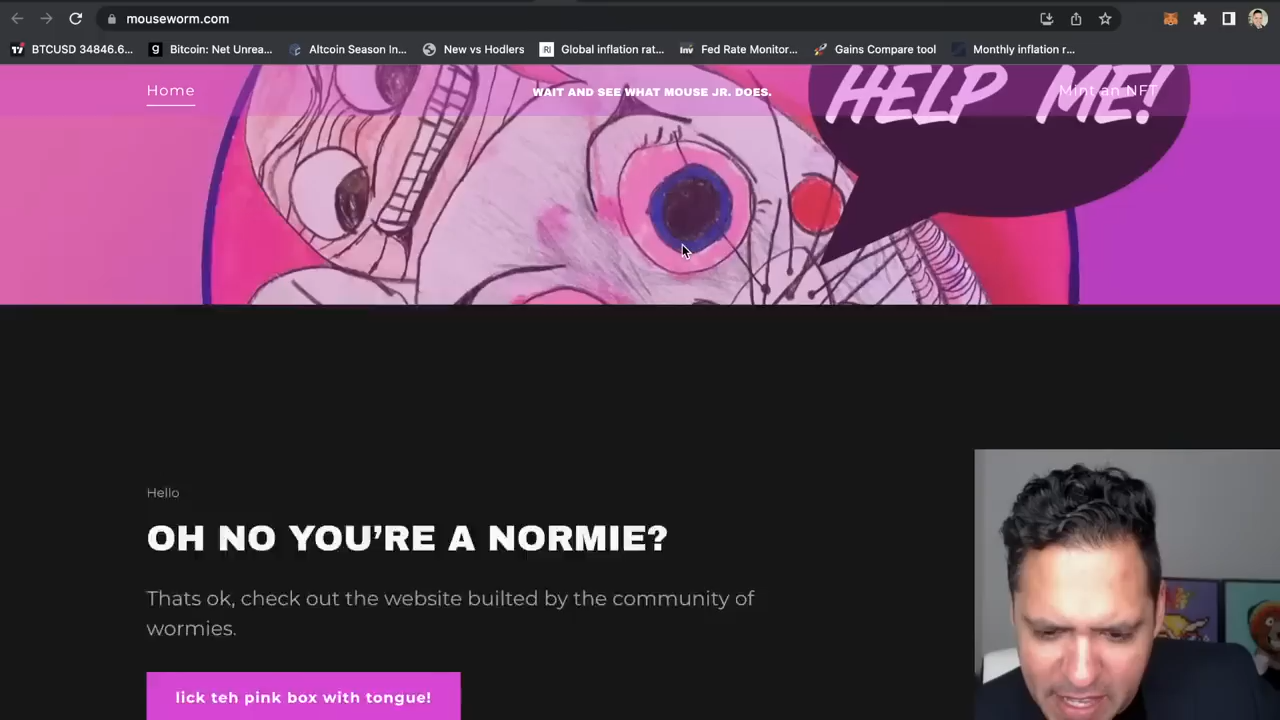 mouseworm.com
BTCUSD 34846.6...
Bitcoin: Net Unrea...
Altcoin Season In...
New vs Hodlers
Global inflation rat...
Fed Rate Monitor...
Gains Compare tool
Monthly inflation r...
Home
WAIT AND SEE WHAT MOUSE JR. DOES.
Mint an NFT
HELP ME!
Hello
OH NO YOU'RE A NORMIE?
Thats ok, check out the website builted by the community of
wormies.
lick teh pink box with tongue!